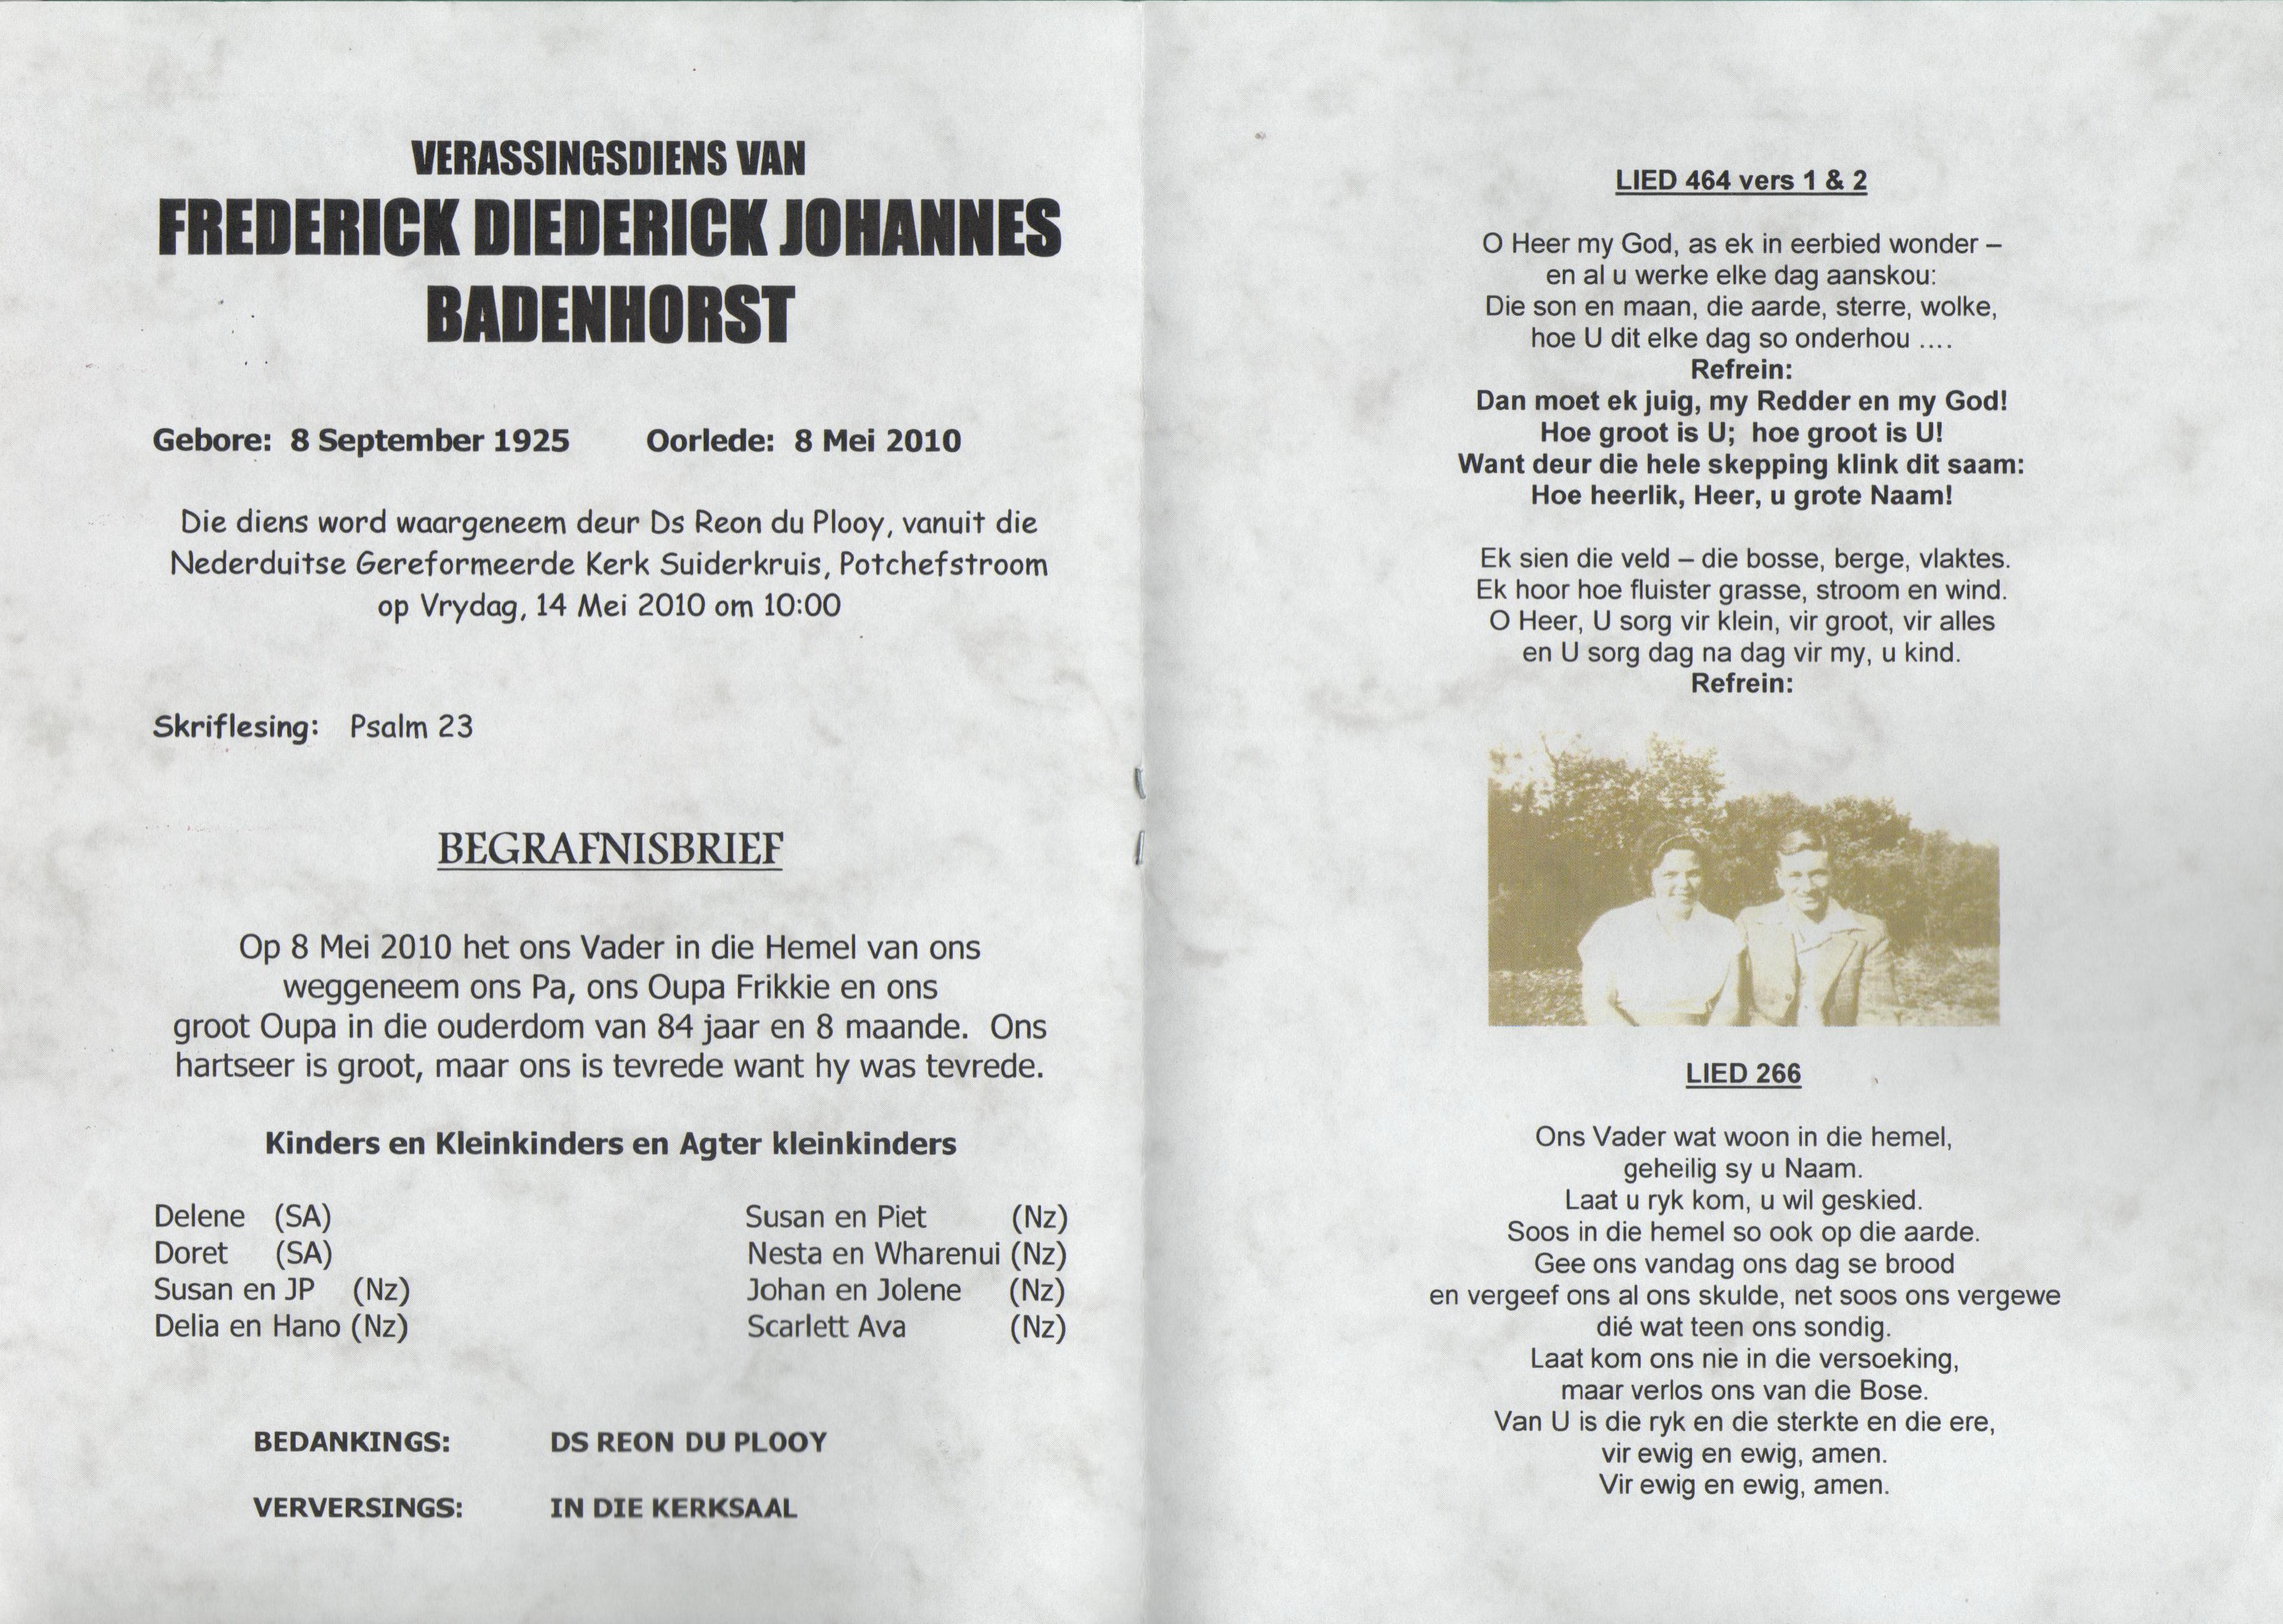 VERASSINGSDIENS VAN
FREDERICK DIEDERICK JOHANNES
BADENHORST
Gebore: 8 September 1925 Oorlede: 8 Mei 2010
Die diens word waargeneem deur Ds Reon du Plooy, vanuit die
Nederduitse Gereformeerde Kerk Suiderkruis, Potchefstroom
op Vrydag, 14 Mei 2010 om 10:00
Skriflesing: Psalm 23
BEGRAFNISBRIEF
Op 8 Mei 2010 het ons Vader in die Hemel van ons
weggeneem ons Pa, ons Oupa Frikkie en ons
groot Oupa in die ouderdom van 84 jaar en 8 maande. Ons
hartseer is groot, maar ons is tevrede want hy was tevrede.
Kinders en Kleinkinders en Agter kleinkinders
Delene (SA)
Doret (SA)
Susan en JP (Nz)
Delia en Hano (Nz)
Susan en Piet (Nz)
Nesta en Wharenui (Nz)
Johan en Jolene (Nz)
Scarlett Ava (Nz)
BEDANKINGS: DS REON DU PLOOY
VERVERSINGS: IN DIE KERKSAAL
LIED 464 vers 1 & 2
O Heer my God, as ek in eerbied wonder –
en al u werke elke dag aanskou:
Die son en maan, die aarde, sterre, wolke,
hoe U dit elke dag so onderhou ....
Refrein:
Dan moet ek juig, my Redder en my God!
Hoe groot is U; hoe groot is U!
Want deur die hele skepping klink dit saam:
Hoe heerlik, Heer, u grote Naam!
Ek sien die veld – die bosse, berge, vlaktes.
Ek hoor hoe fluister grasse, stroom en wind.
O Heer, U sorg vir klein, vir groot, vir alles
en U sorg dag na dag vir my, u kind.
Refrein:
LIED 266
Ons Vader wat woon in die hemel,
geheilig sy u Naam.
Laat u ryk kom, u wil geskied.
Soos in die hemel so ook op die aarde.
Gee ons vandag ons dag se brood
en vergeef ons al ons skulde, net soos ons vergewe
dié wat teen ons sondig.
Laat kom ons nie in die versoeking,
maar verlos ons van die Bose.
Van U is die ryk en die sterkte en die ere,
vir ewig en ewig, amen.
Vir ewig en ewig, amen.